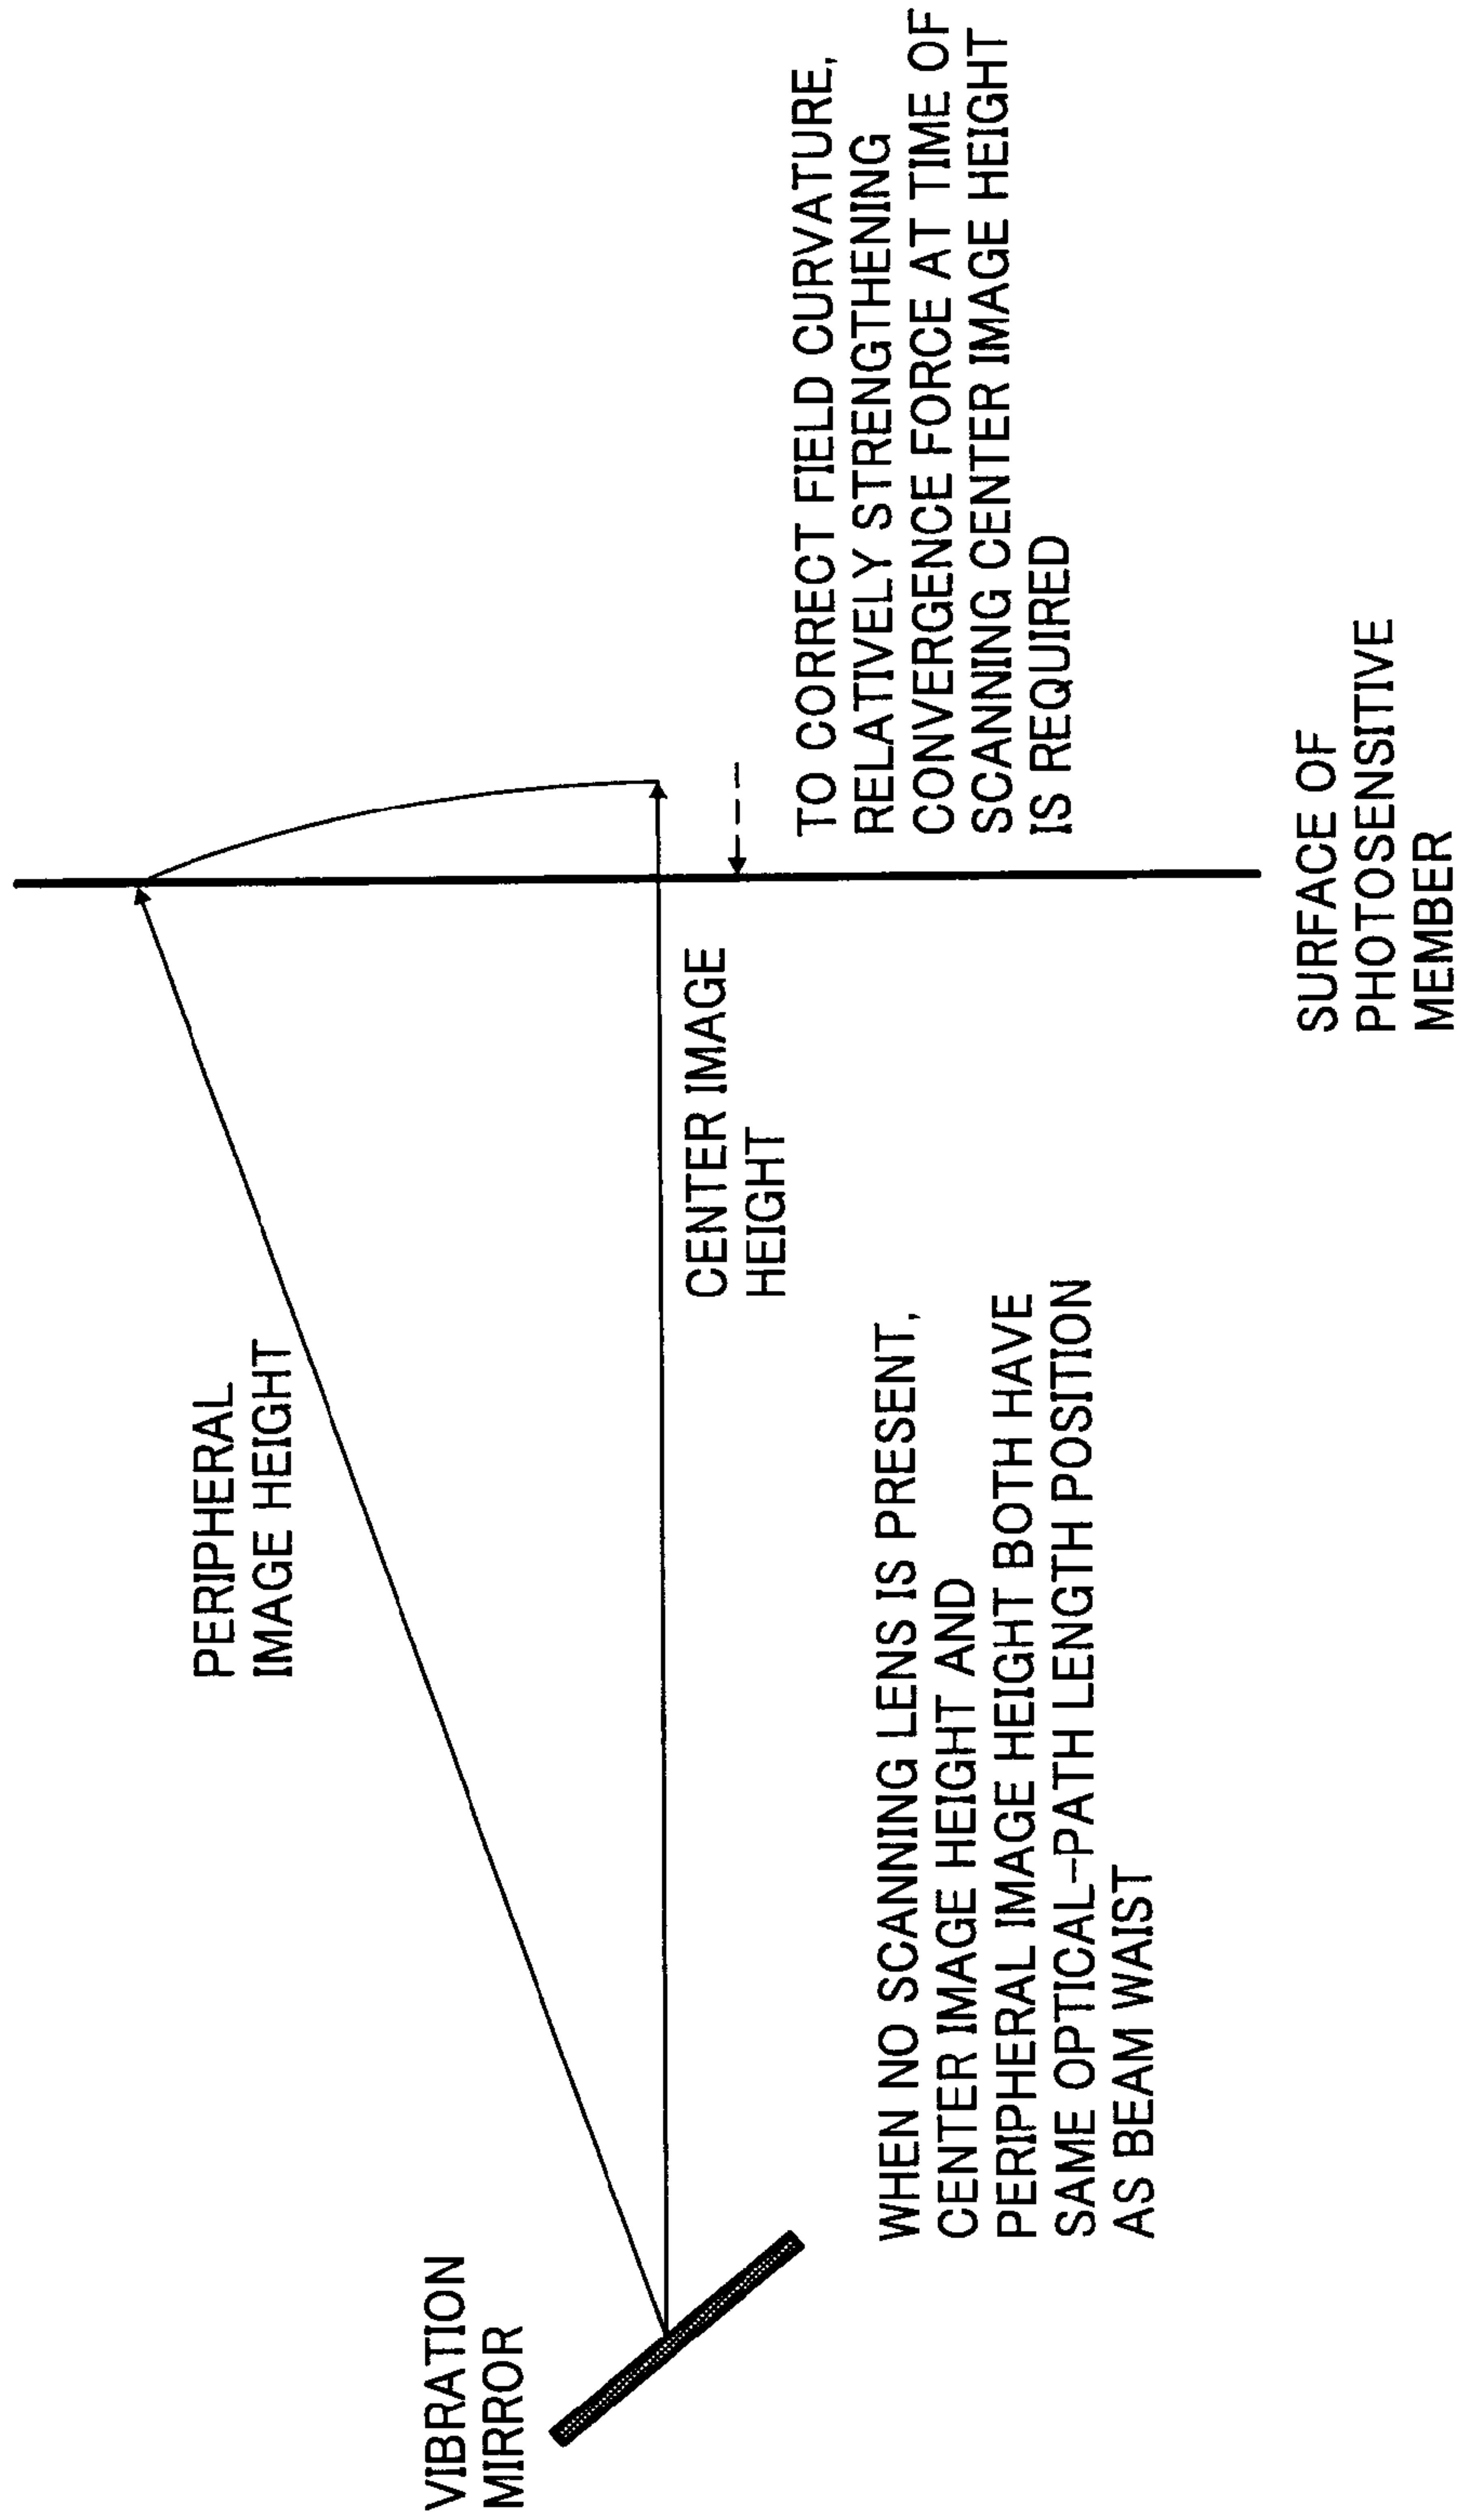 VIBRATION
MIRROR
PERIPHERAL
IMAGE HEIGHT
CENTER IMAGE
HEIGHT
WHEN NO SCANNING LENS IS PRESENT,
CENTER IMAGE HEIGHT AND
PERIPHERAL IMAGE HEIGHT BOTH HAVE
SAME OPTICAL-PATH LENGTH POSITION
AS BEAM WAIST
TO CORRECT FIELD CURVATURE,
RELATIVELY STRENGTHENING
CONVERGENCE FORCE AT TIME OF
SCANNING CENTER IMAGE HEIGHT
IS REQUIRED
SURFACE OF
PHOTOSENSITIVE
MEMBER